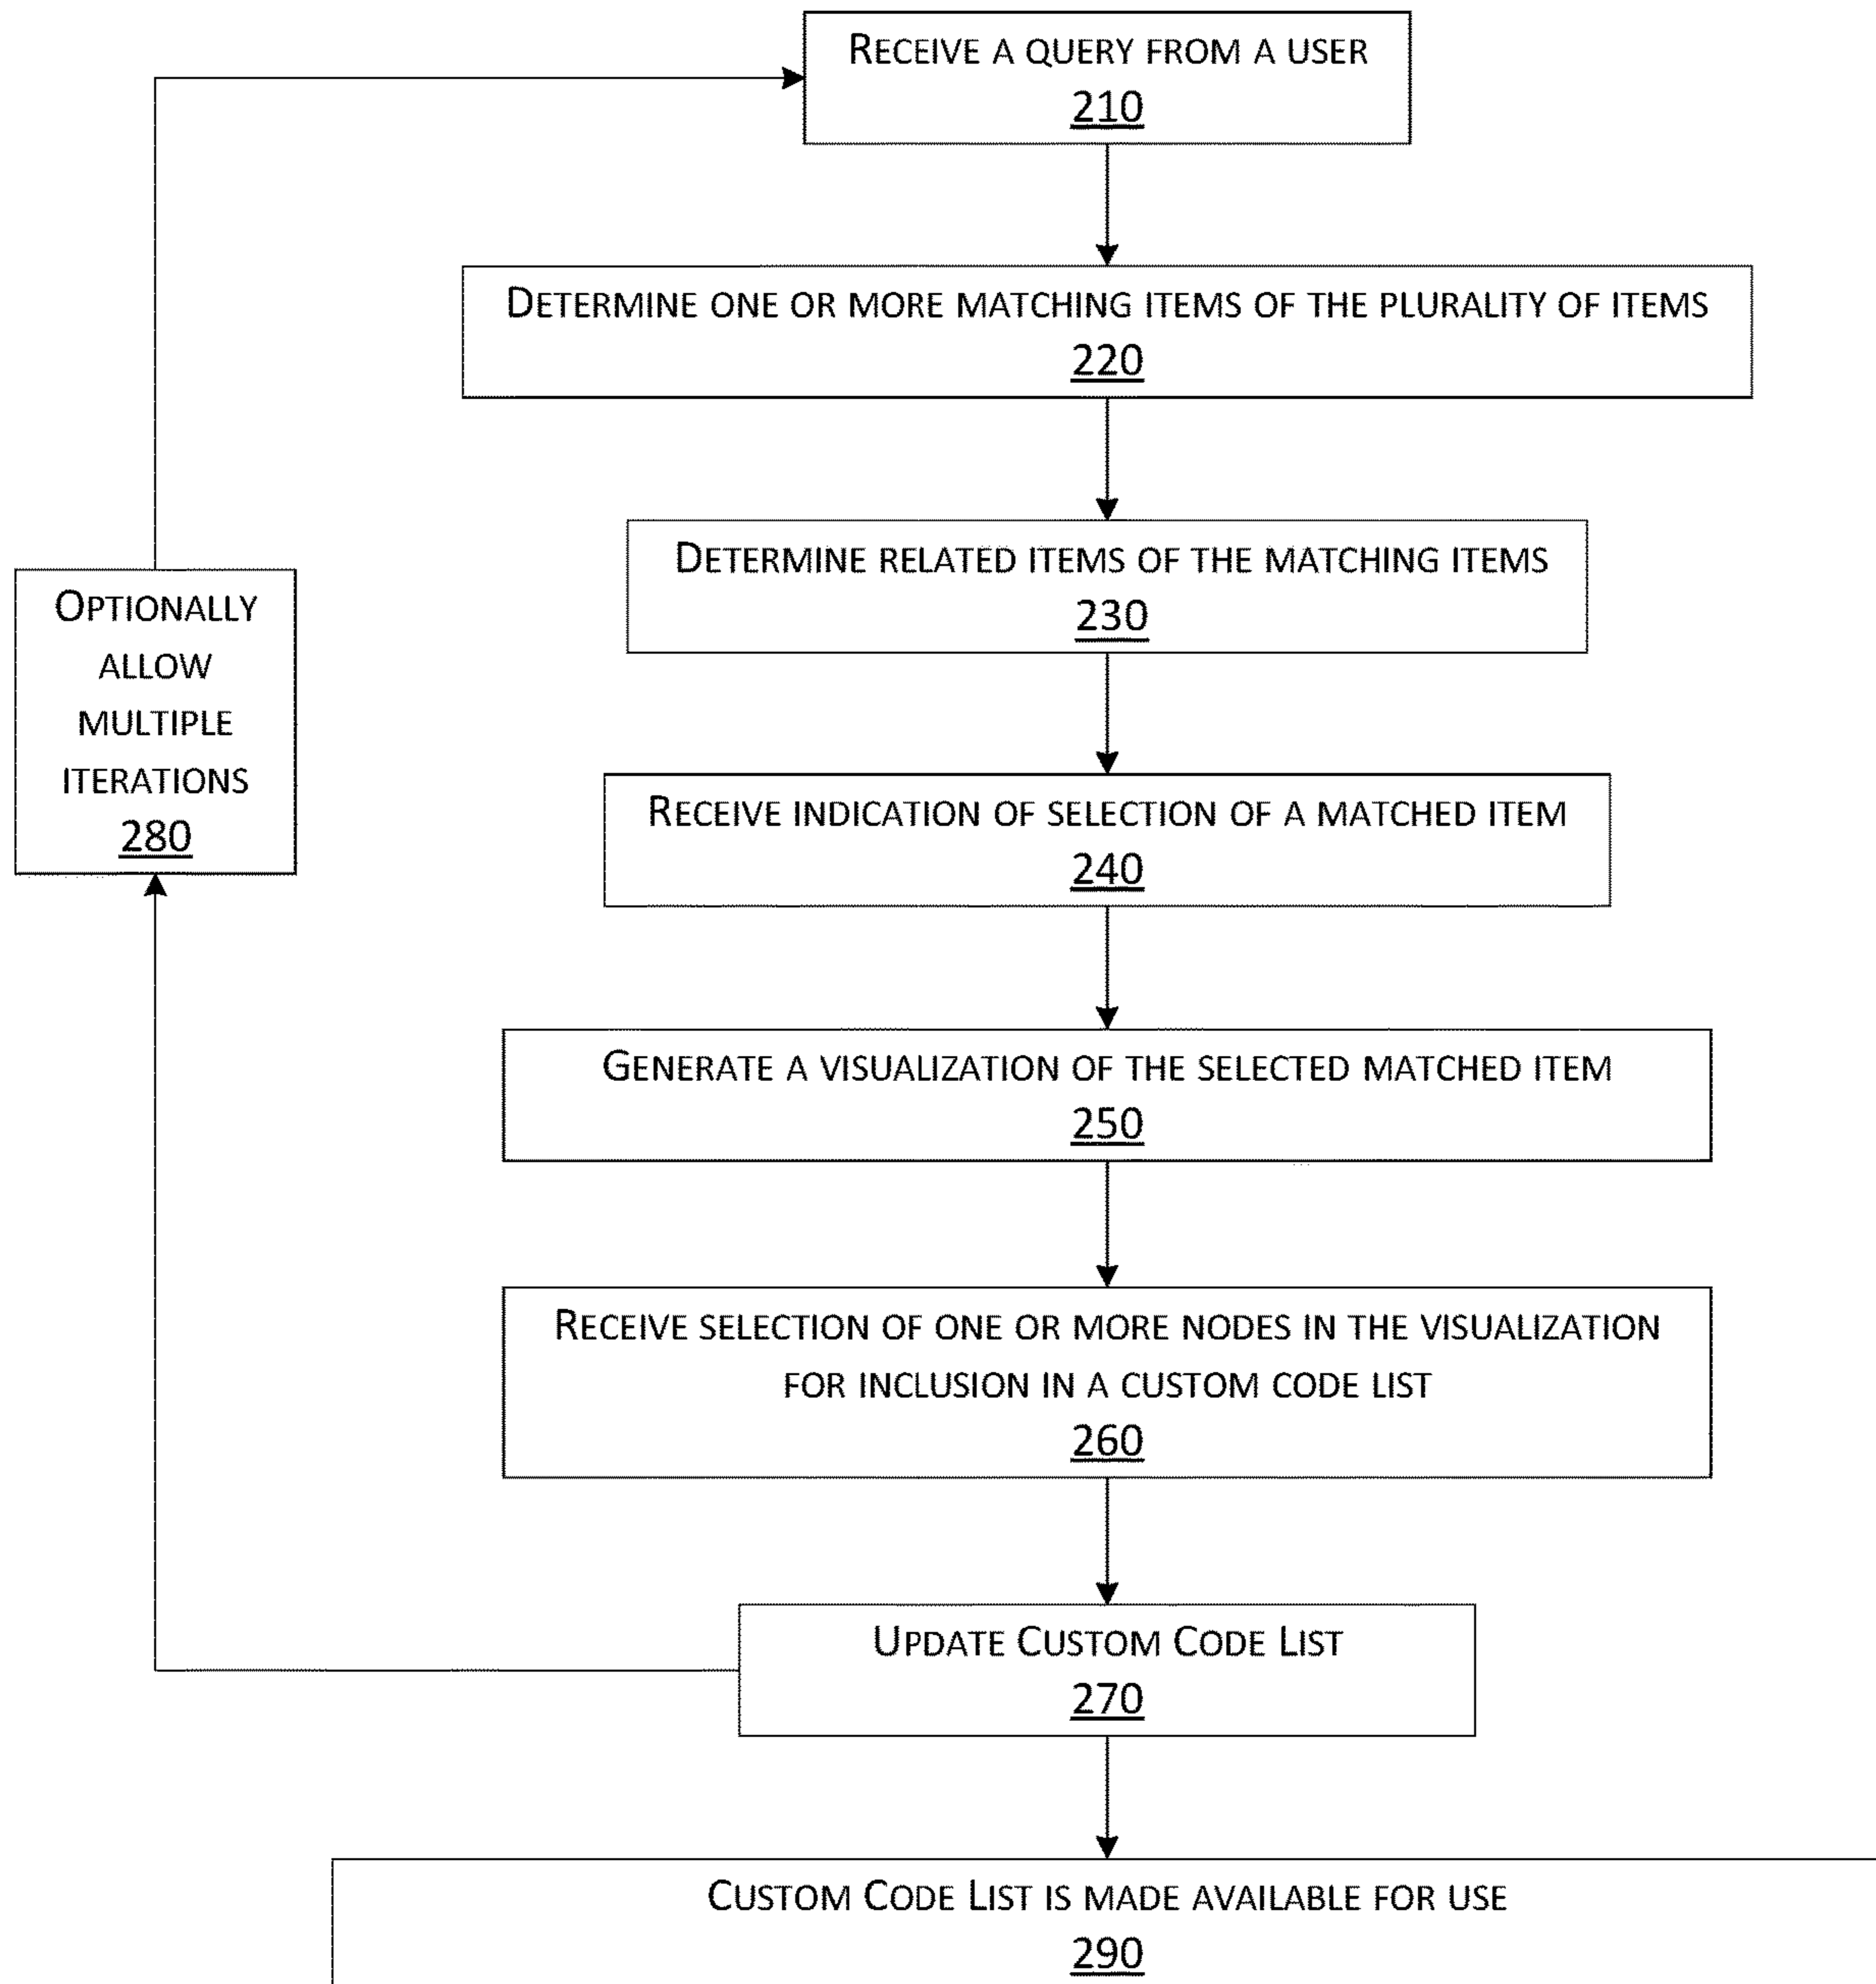 RECEIVE A QUERY FROM A USER
210
DETERMINE ONE OR MORE MATCHING ITEMS OF THE PLURALITY OF ITEMS
220
DETERMINE RELATED ITEMS OF THE MATCHING ITEMS
230
OPTIONALLY
ALLOW
MULTIPLE
ITERATIONS
280
RECEIVE INDICATION OF SELECTION OF A MATCHED ITEM
240
GENERATE A VISUALIZATION OF THE SELECTED MATCHED ITEM
250
RECEIVE SELECTION OF ONE OR MORE NODES IN THE VISUALIZATION
FOR INCLUSION IN A CUSTOM CODE LIST
260
UPDATE CUSTOM CODE LIST
270
CUSTOM CODE LIST IS MADE AVAILABLE FOR USE
290